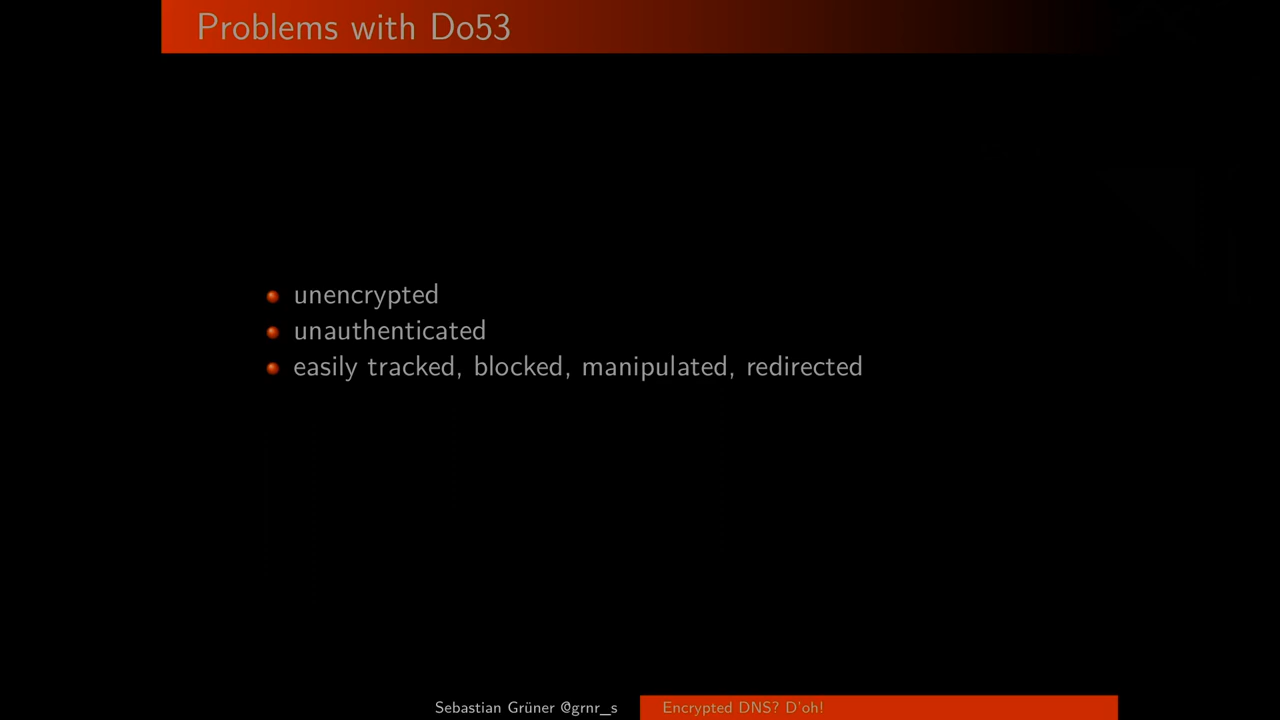 Problems with Do53
unencrypted
unauthenticated
easily tracked, blocked, manipulated, redirected
Sebastian Grüner @grnr_s
Encrypted DNS? D'oh!